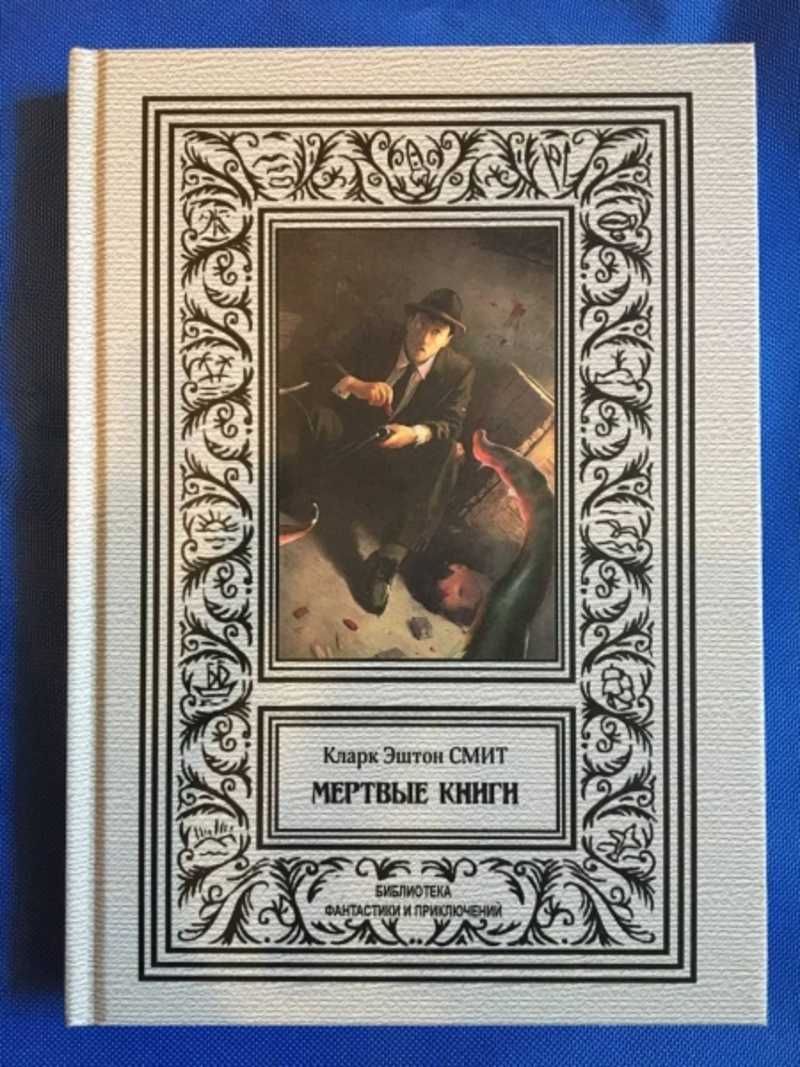 Кларк Эштон СМИТ
МЕРТВЫЕ КНИГИ
БИБЛИОТЕКА
ФАНТАСТИКИ И ПРИКЛЮЧЕНИЙ